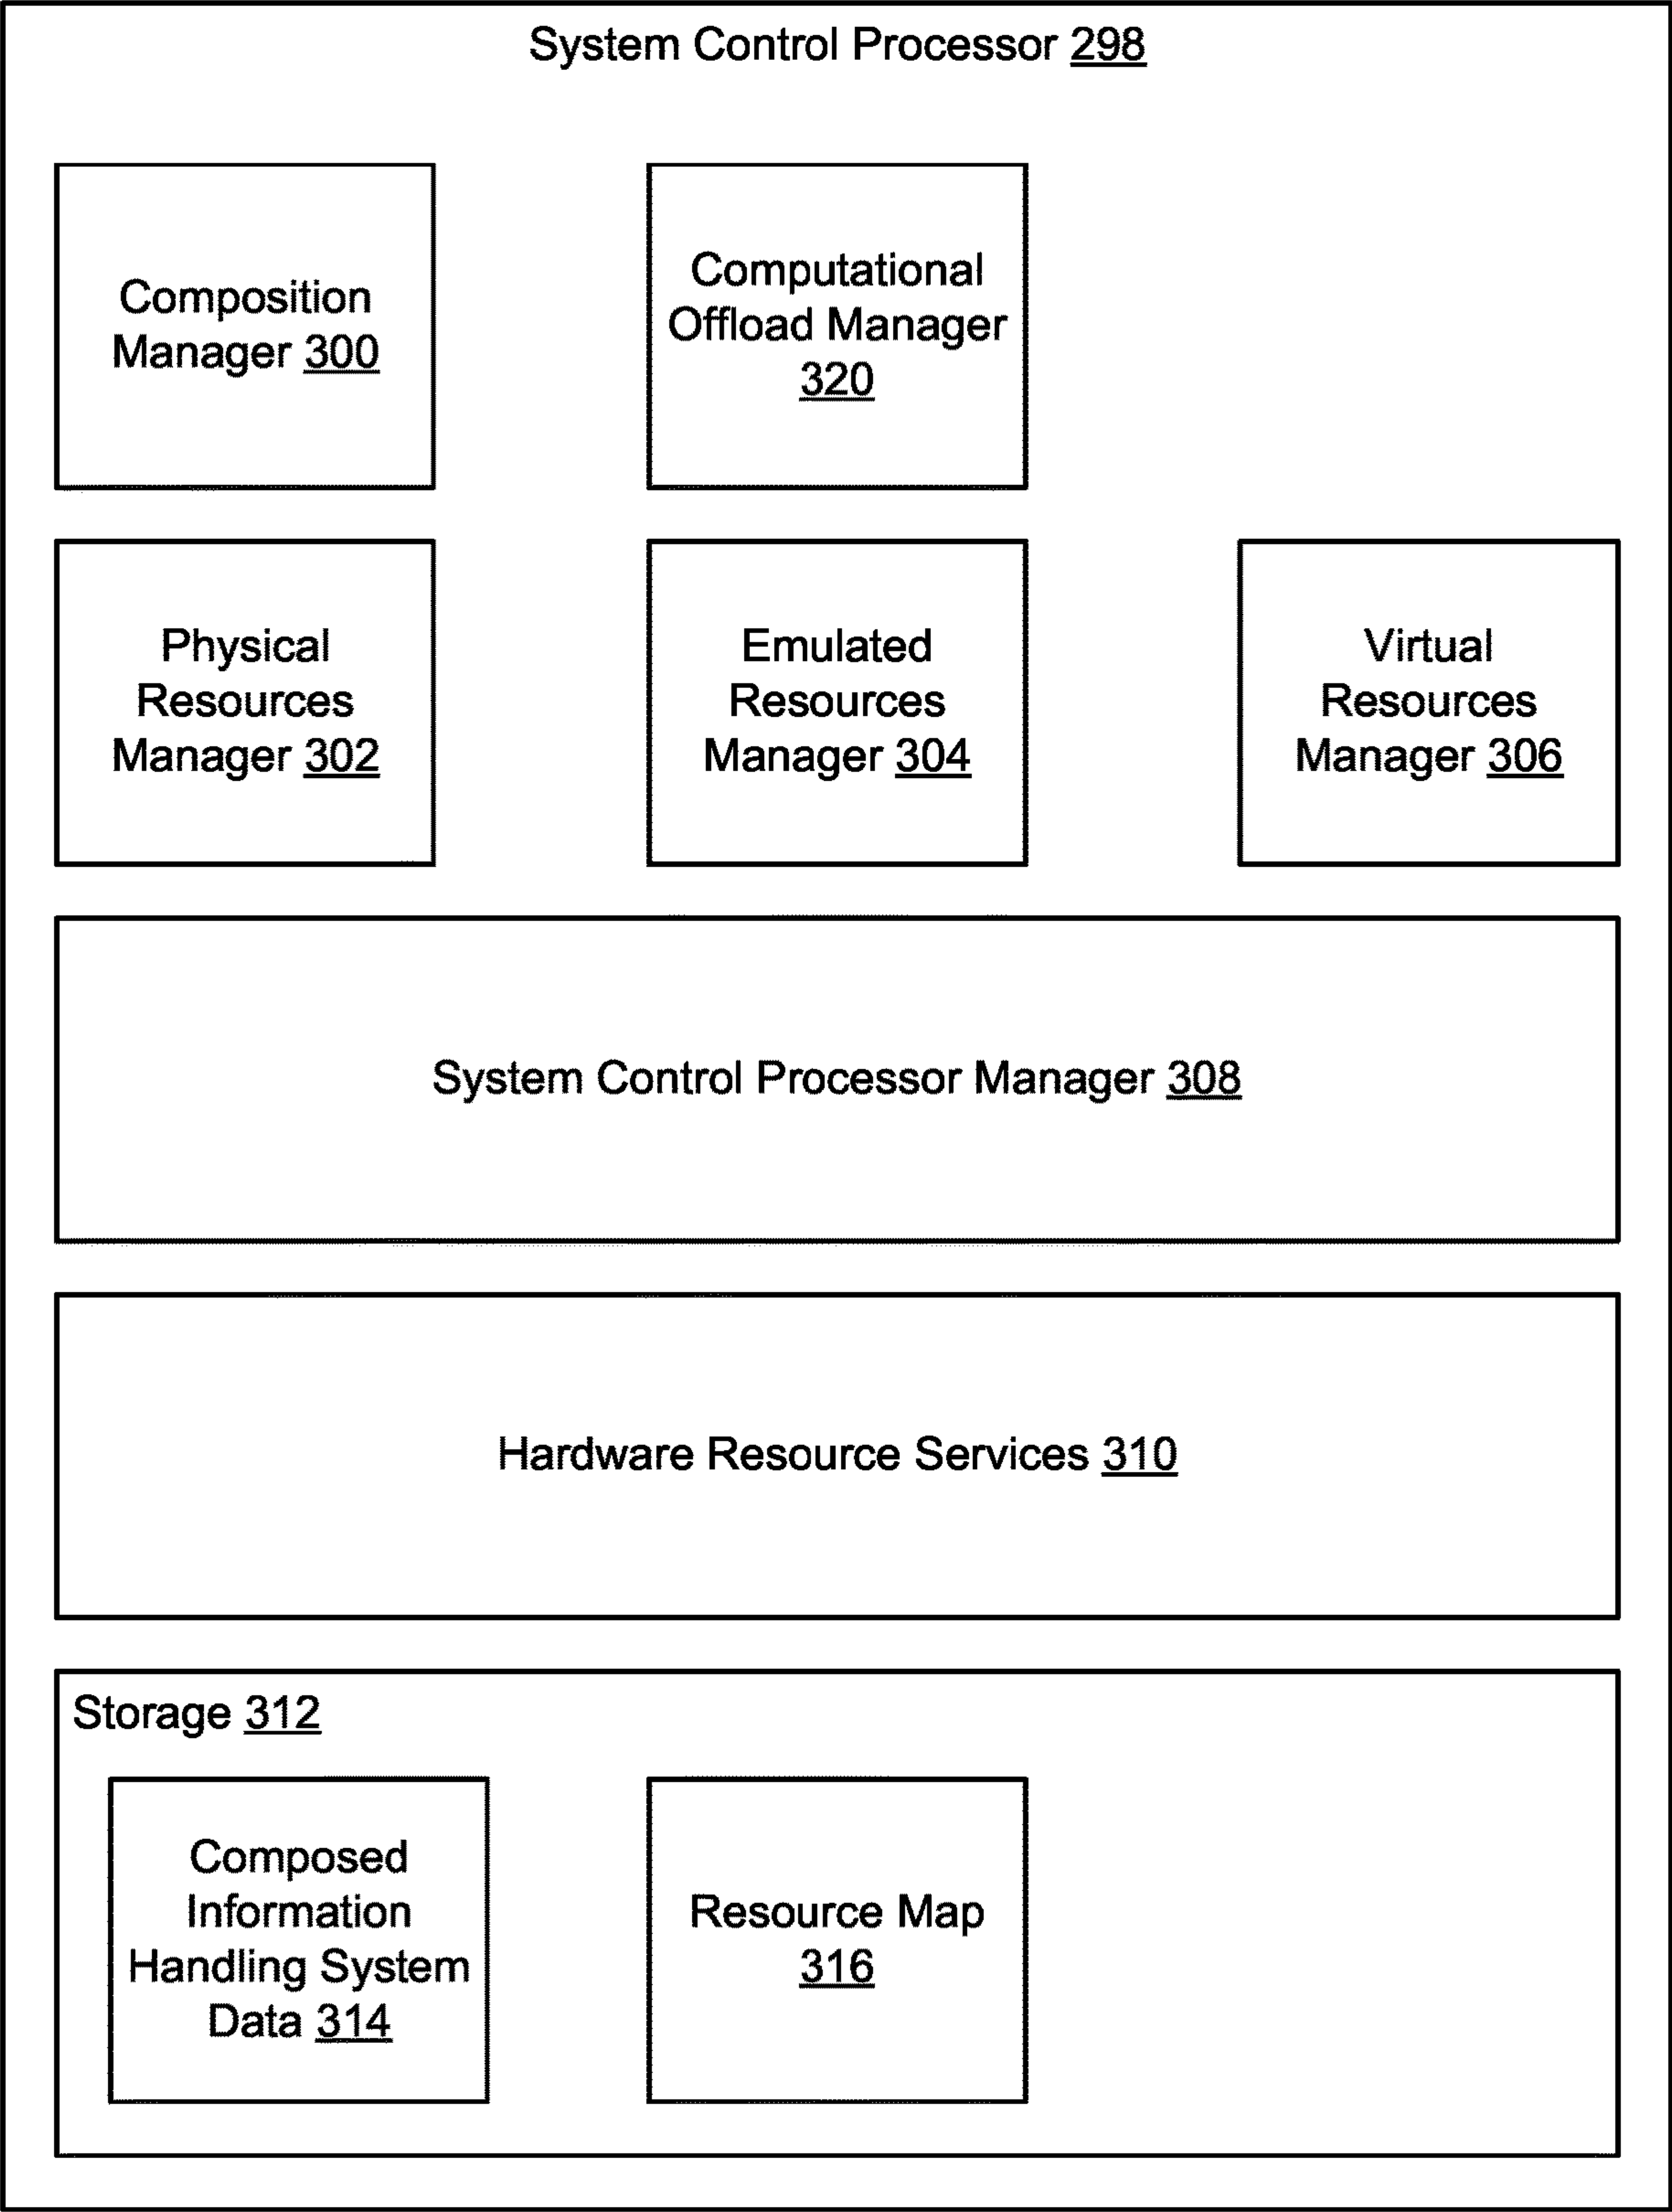 System Control Processor 298
Composition
Manager 300
Computational
Offload Manager
320
Physical
Resources
Manager 302
Emulated
Resources
Manager 304
Virtual
Resources
Manager 306
System Control Processor Manager 308
Hardware Resource Services 310
Storage 312
Composed
Information
Handling System
Data 314
Resource Map
316